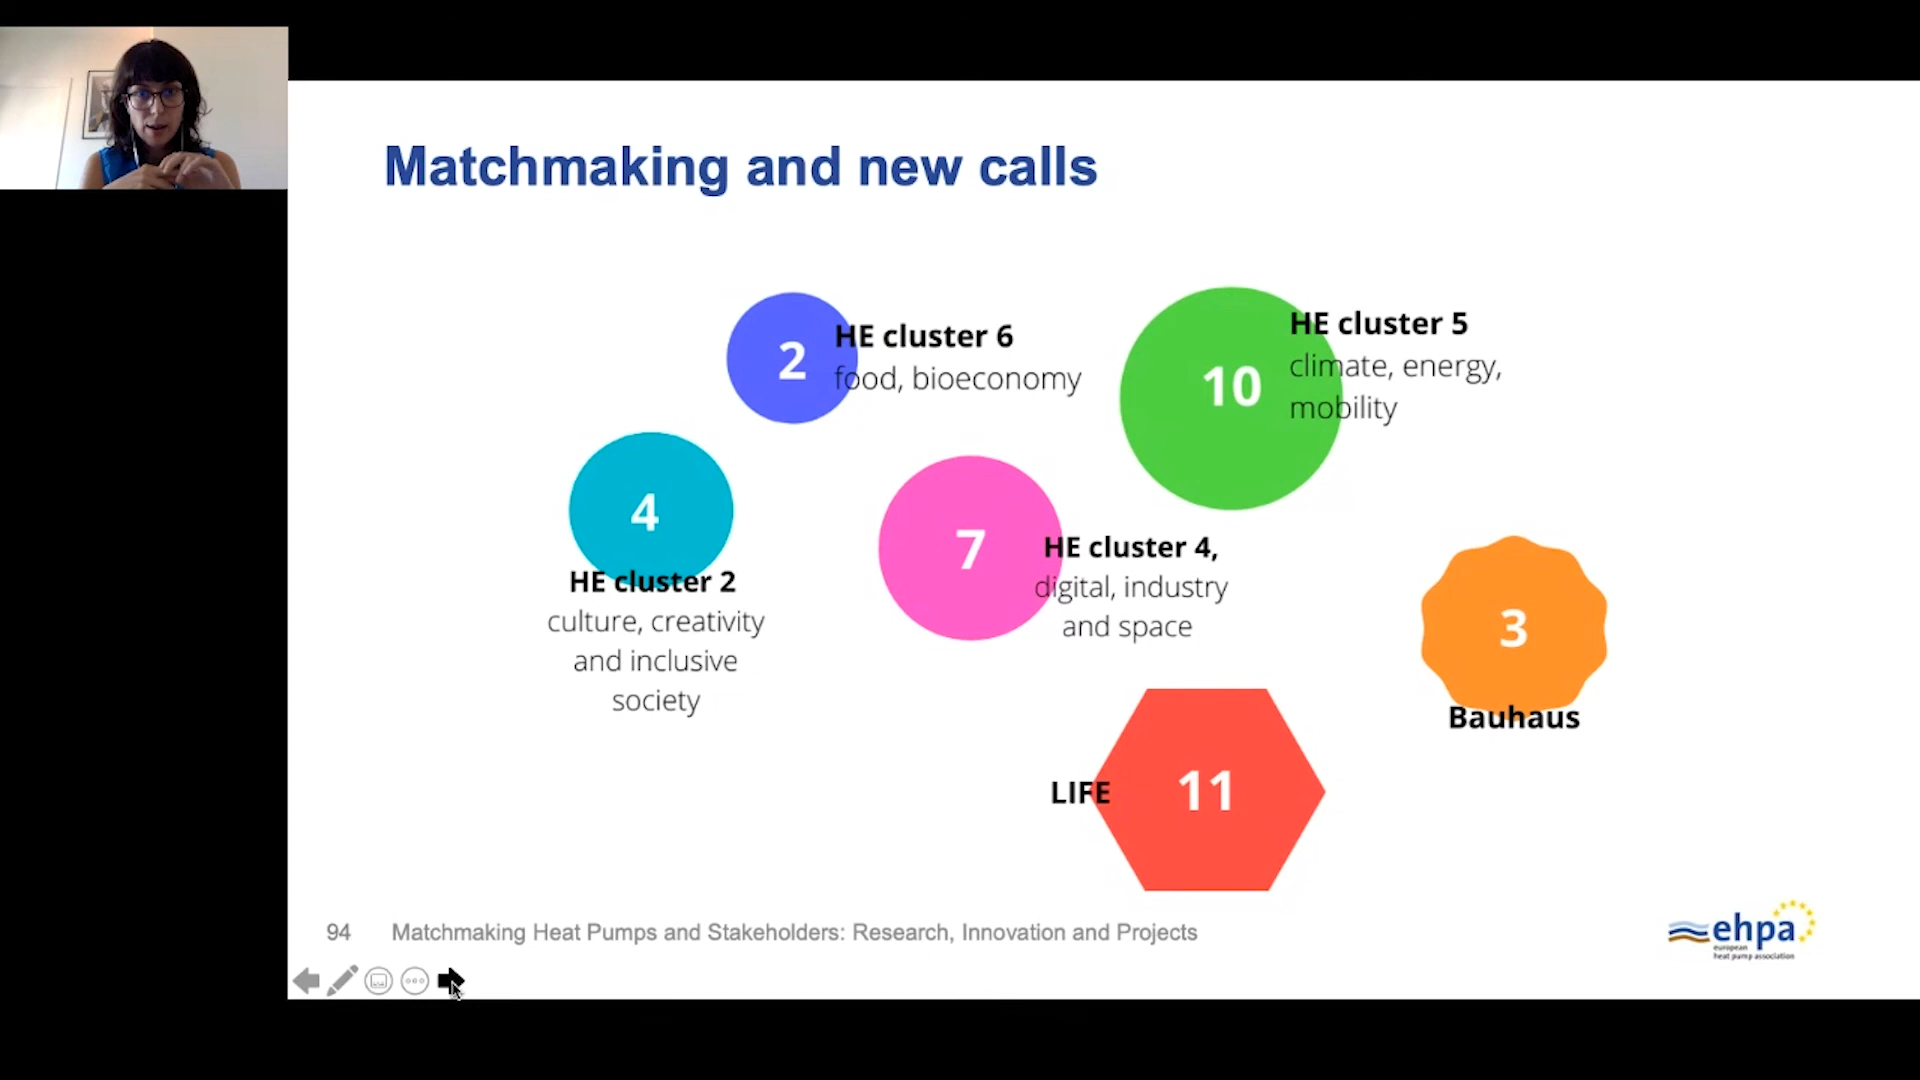 Matchmaking and new calls
2
HE cluster 6
food, bioeconomy
10
HE cluster 5
climate, energy,
mobility
4
HE cluster 2
culture, creativity
and inclusive
society
7
HE cluster 4,
digital, industry
and space
3
Bauhaus
LIFE
11
94
Matchmaking Heat Pumps and Stakeholders: Research, Innovation and Projects
ehpa
european
heat pump association